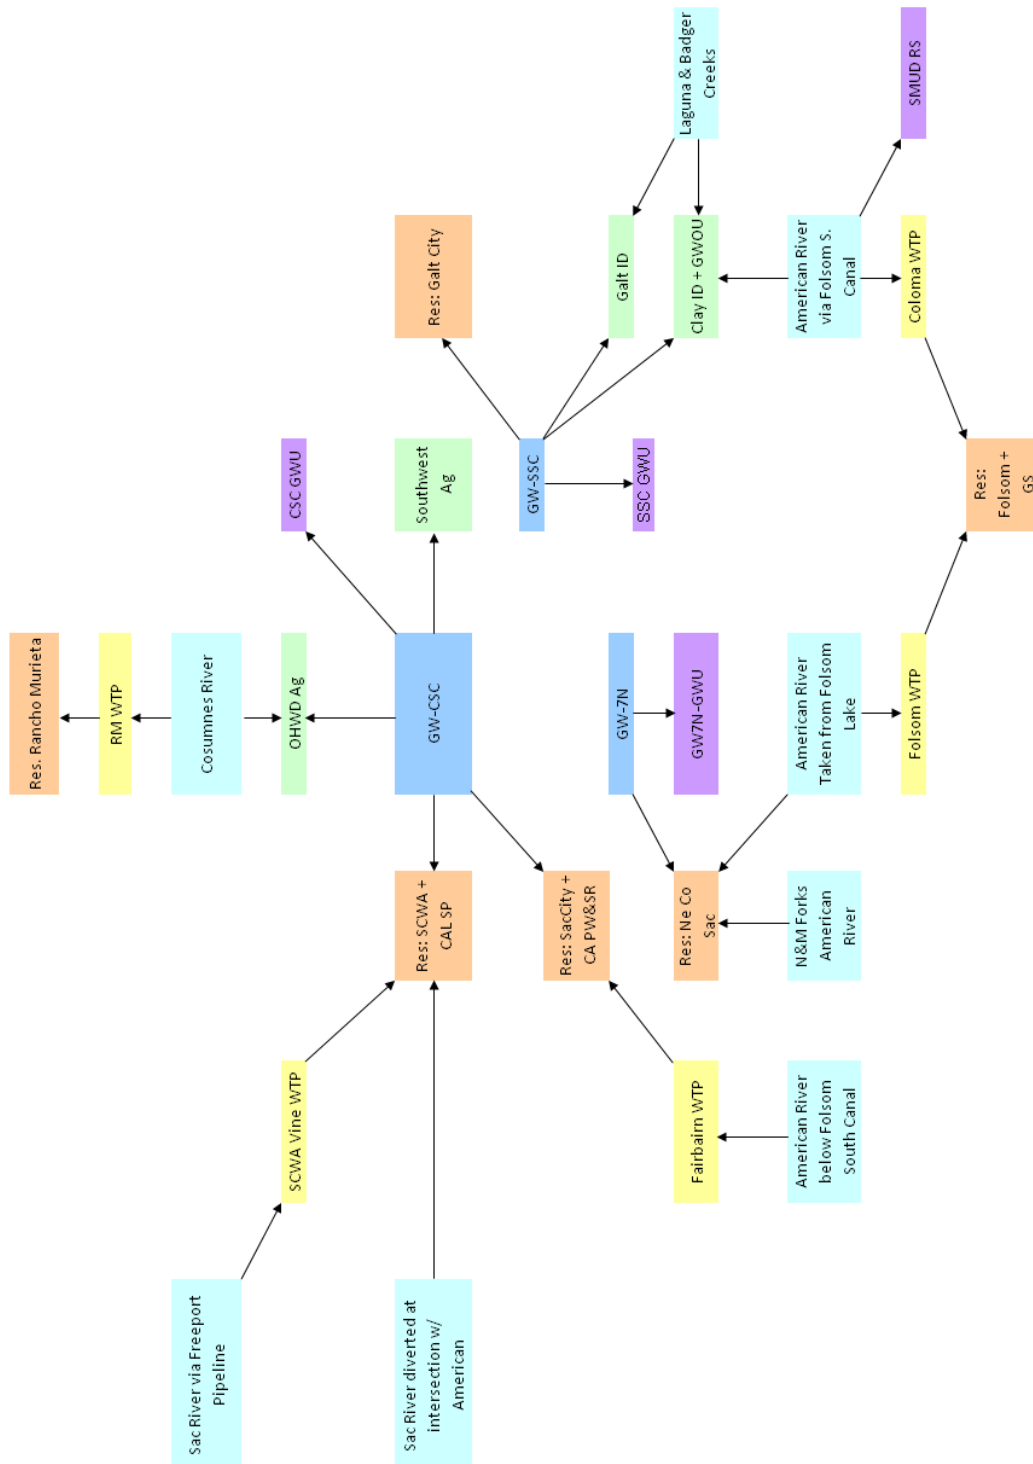 Sac River via Freeport
Pipeline
Sac River diverted at
intersection w/
American
SCWA Vine WTP
Fairbairn WTP
American River
below Folsom
South Canal
Res: SCWA +
CAL SP
Res: SacCity +
CA PW&SR
Res: Ne Co
Sac
N&M Forks
American
River
Res. Rancho Murieta
RM WTP
Cosumnes River
OHWD Ag
GW-CSC
GW-7N
GW7N-GWU
American River
Taken from Folsom
Lake
Folsom WTP
CSC GWU
Southwest
Ag
GW-SSC
SSC GWU
Res:
Folsom +
GS
Res: Galt City
Galt ID
Clay ID + GWOU
American River
via Folsom S.
Canal
Coloma WTP
Laguna & Badger
Creeks
SMUD RS